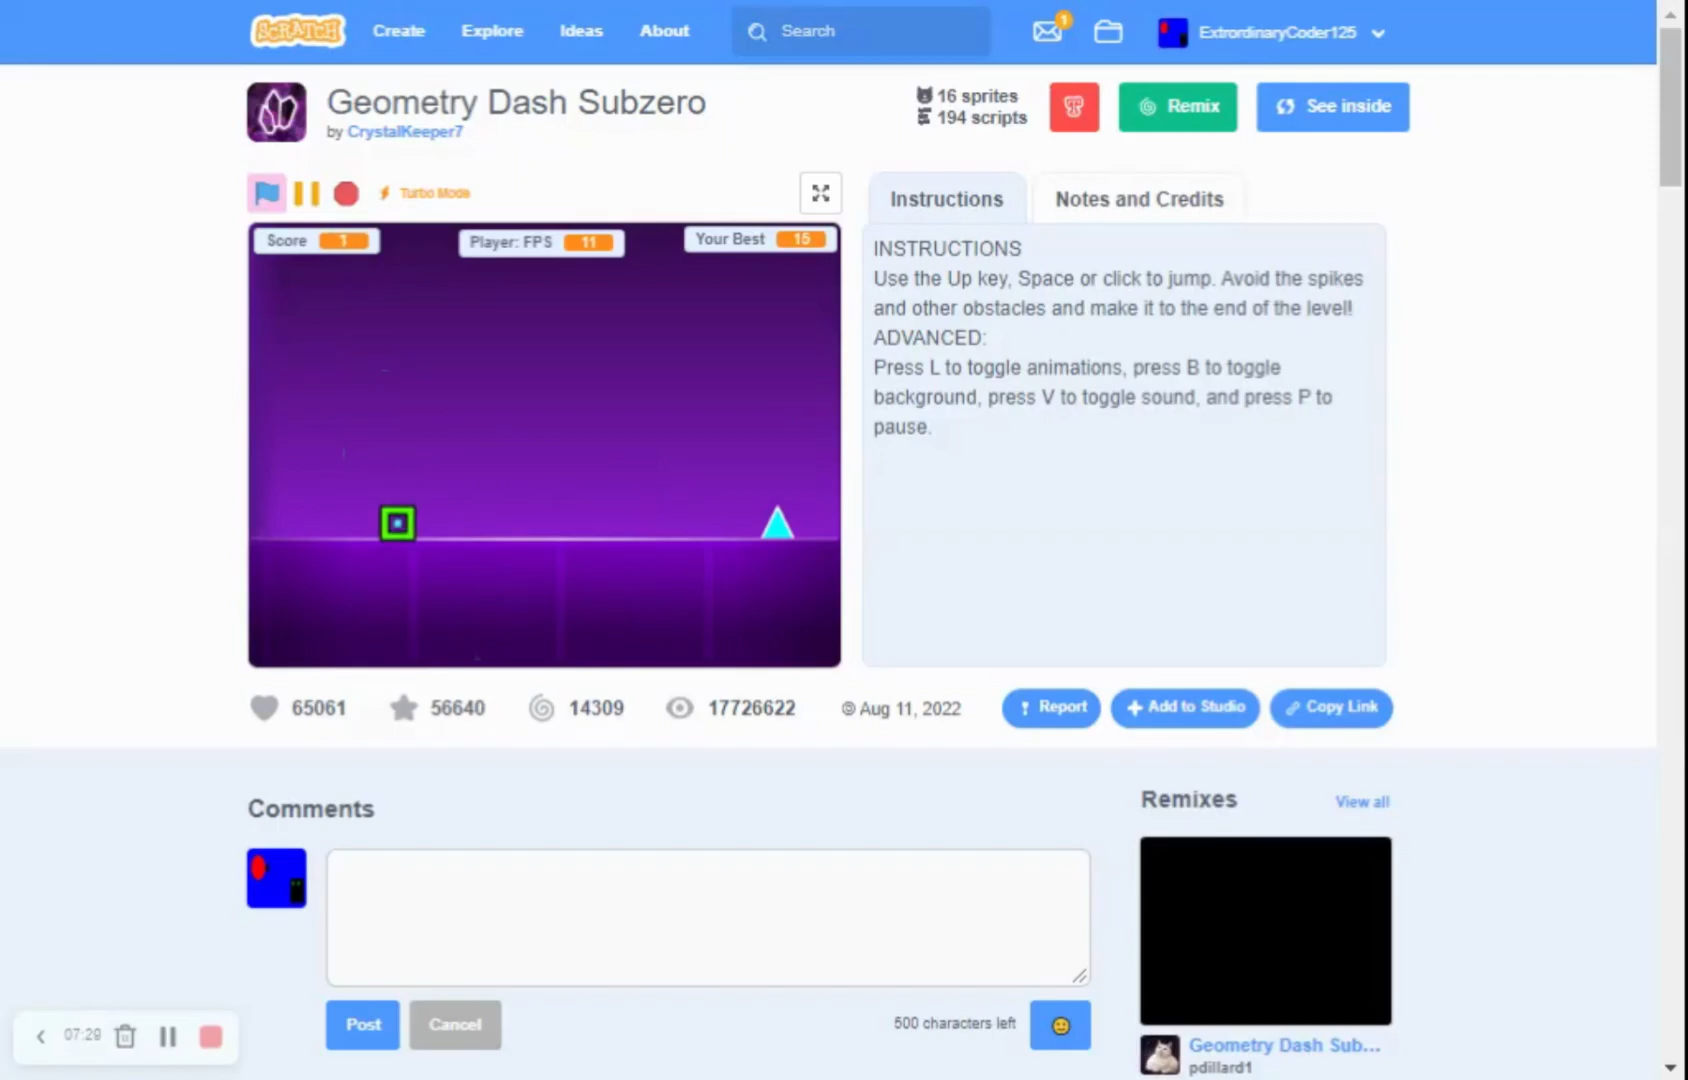 SCRATCH
Create
Explore
Ideas
About
Search
1
ExtrordinaryCoder125
Geometry Dash Subzero
by CrystalKeeper7
16 sprites
194 scripts
Remix
See inside
Turbo Mode
Instructions
Notes and Credits
Score 1
Player: FPS 11
Your Best 15
INSTRUCTIONS
Use the Up key, Space or click to jump. Avoid the spikes
and other obstacles and make it to the end of the level!
ADVANCED:
Press L to toggle animations, press B to toggle
background, press V to toggle sound, and press P to
pause.
65061
56640
14309
17726622
© Aug 11, 2022
Report
Add to Studio
Copy Link
Comments
Remixes
View all
Post
Cancel
500 characters left
07:29
Geometry Dash Sub...
pdillard1